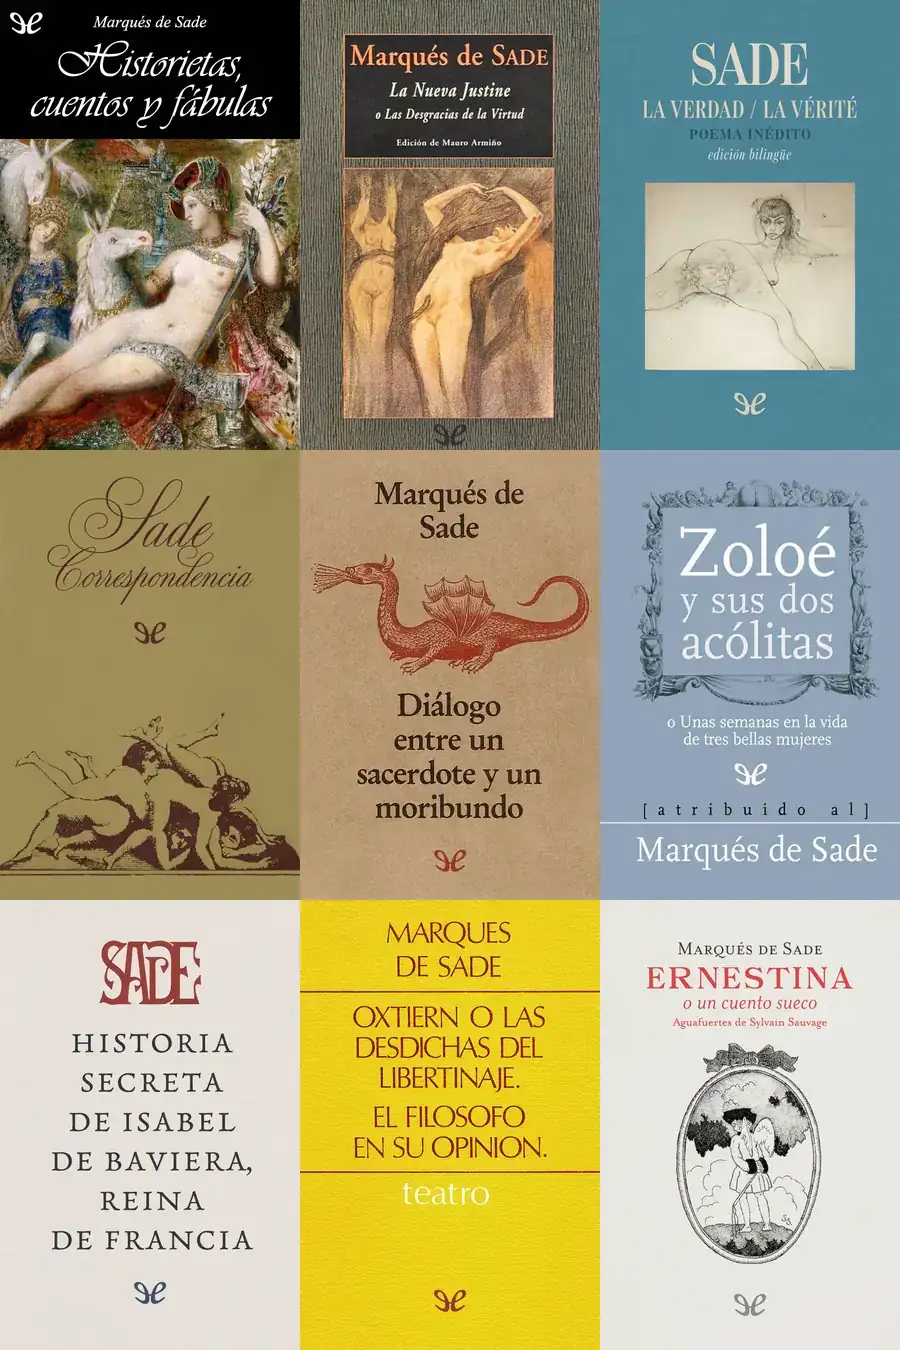 Marqués de Sade
Historietas,
cuentos y fábulas
Marqués de SADE
La Nueva Justine
o Las Desgracias de la Virtud
Edición de Mauro Armiño
SADE
LA VERDAD / LA VÉRITÉ
POEMA INÉDITO
edición bilingüe
Sade
Correspondencia
Marqués de
Sade
Diálogo
entre un
sacerdote y un
moribundo
Zoloé
y sus dos
acólitas
o Unas semanas en la vida
de tres bellas mujeres
[atribuido al]
Marqués de Sade
SADE
HISTORIA
SECRETA
DE ISABEL
DE BAVIERA,
REINA
DE FRANCIA
MARQUES
DE SADE
OXTIERN O LAS
DESDICHAS DEL
LIBERTINAJE.
EL FILOSOFO
EN SU OPINION.
teatro
MARQUÉS DE SADE
ERNESTINA
o un cuento sueco
Aguafuertes de Sylvain Sauvage